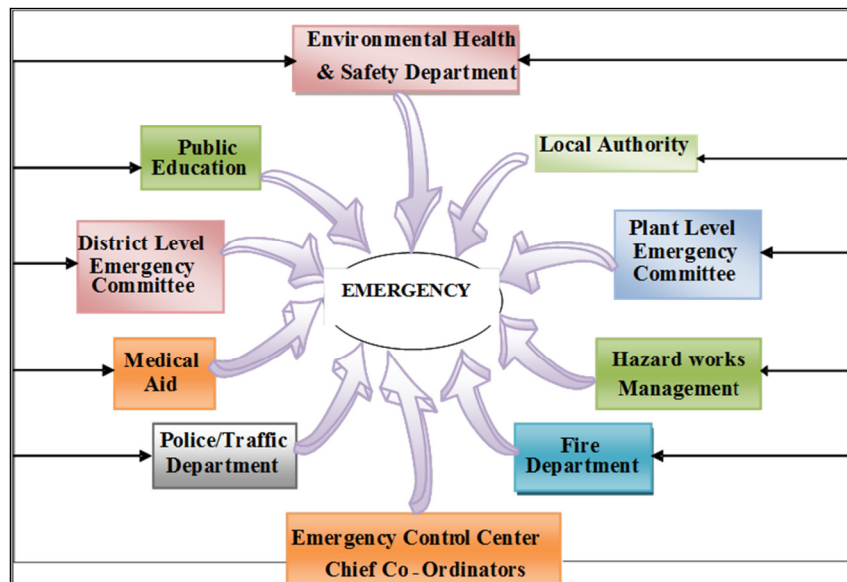 Environmental Health
& Safety Department
Public
Education
Local Authority
District Level
Emergency
Committee
Plant Level
Emergency
Committee
EMERGENCY
Medical
Aid
Hazard works
Management
Police/Traffic
Department
Fire
Department
Emergency Control Center
Chief Co-Ordinators